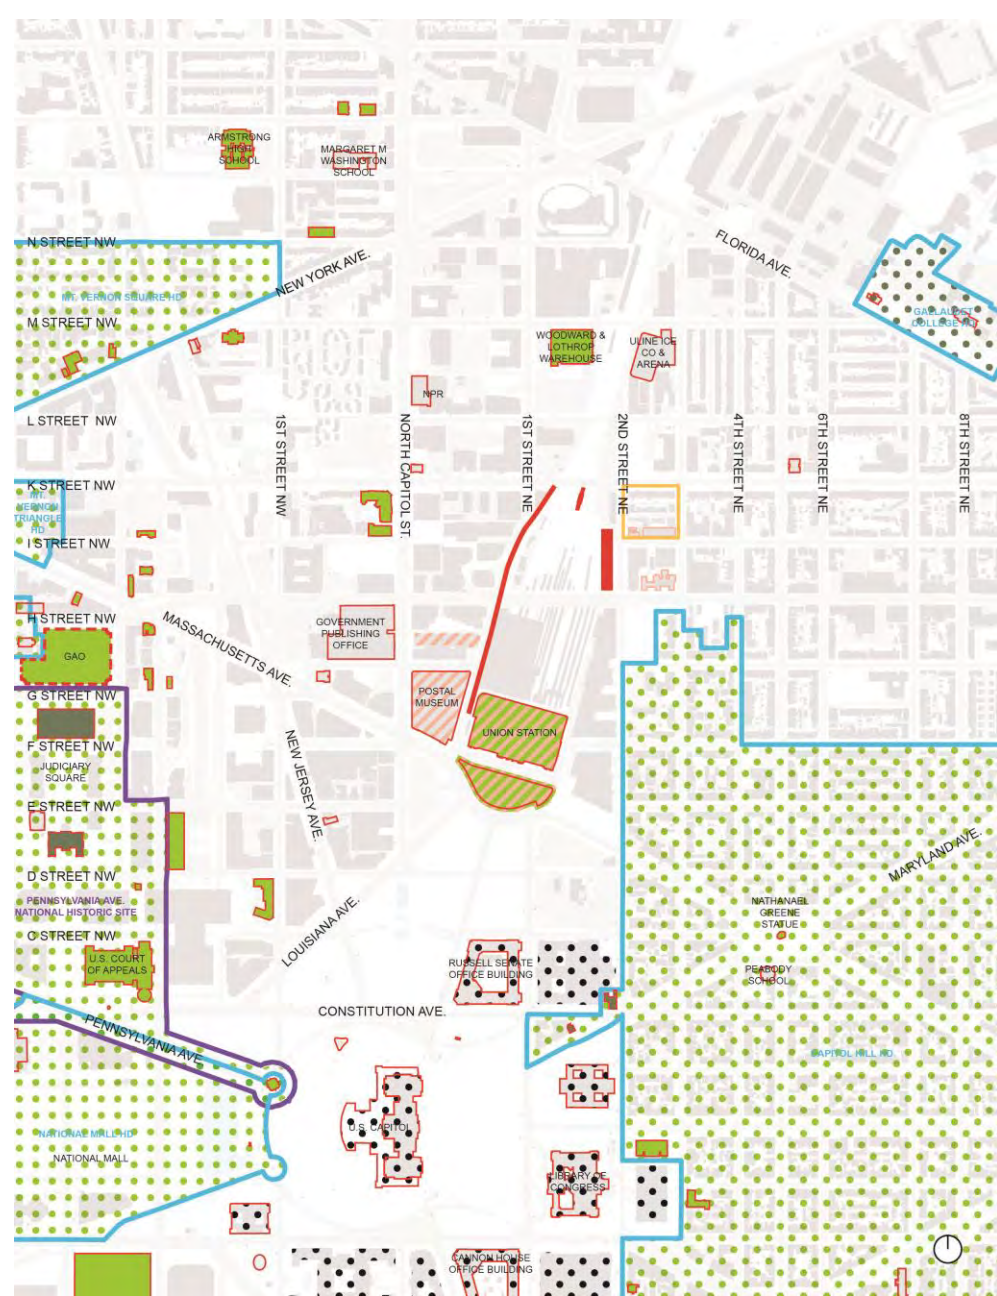 ARMSTRONG
HIGH
SCHOOL
MARGARET M
WASHINGTON
SCHOOL
N STREET NW
NEW YORK AVE.
FLORIDA AVE.
MT. VERNON SQUARE HD
M STREET NW
GALLAUDET
COLLEGE HD
WOODWARD &
LOTHROP
WAREHOUSE
ULINE ICE
CO &
ARENA
NPR
L STREET NW
1ST STREET NW
NORTH CAPITOL ST.
1ST STREET NE
2ND STREET NE
4TH STREET NE
6TH STREET NE
8TH STREET NE
K STREET NW
MT.
VERNON
TRIANGLE
HD
I STREET NW
H STREET NW
MASSACHUSETTS AVE.
GOVERNMENT
PUBLISHING
OFFICE
GAO
G STREET NW
POSTAL
MUSEUM
UNION STATION
F STREET NW
JUDICIARY
SQUARE
NEW JERSEY AVE.
E STREET NW
D STREET NW
MARYLAND AVE.
PENNSYLVANIA AVE.
NATIONAL HISTORIC SITE
NATHANAEL
GREENE
STATUE
C STREET NW
LOUISIANA AVE.
U.S. COURT
OF APPEALS
RUSSELL SENATE
OFFICE BUILDING
PEABODY
SCHOOL
CONSTITUTION AVE.
PENNSYLVANIA AVE
CAPITOL HILL HD
U.S. CAPITOL
NATIONAL MALL HD
NATIONAL MALL
LIBRARY OF
CONGRESS
CANNON HOUSE
OFFICE BUILDING